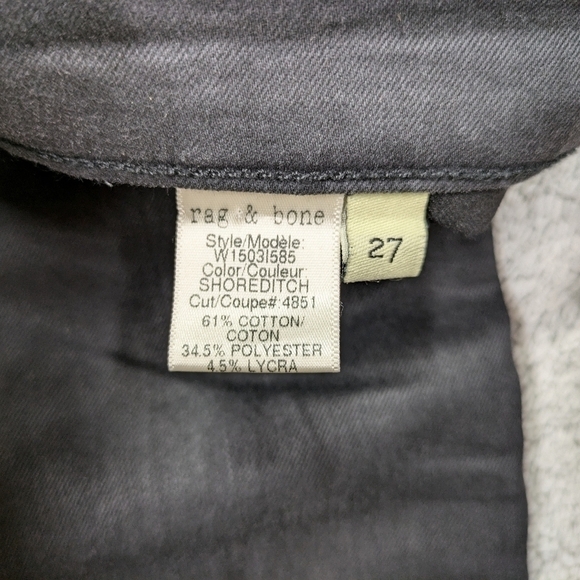 rag & bone
Style/Modèle:
W1503I585
Color/Couleur:
SHOREDITCH
Cut/Coupe#:4851
61% COTTON/
COTON
34.5% POLYESTER
4.5% LYCRA
27